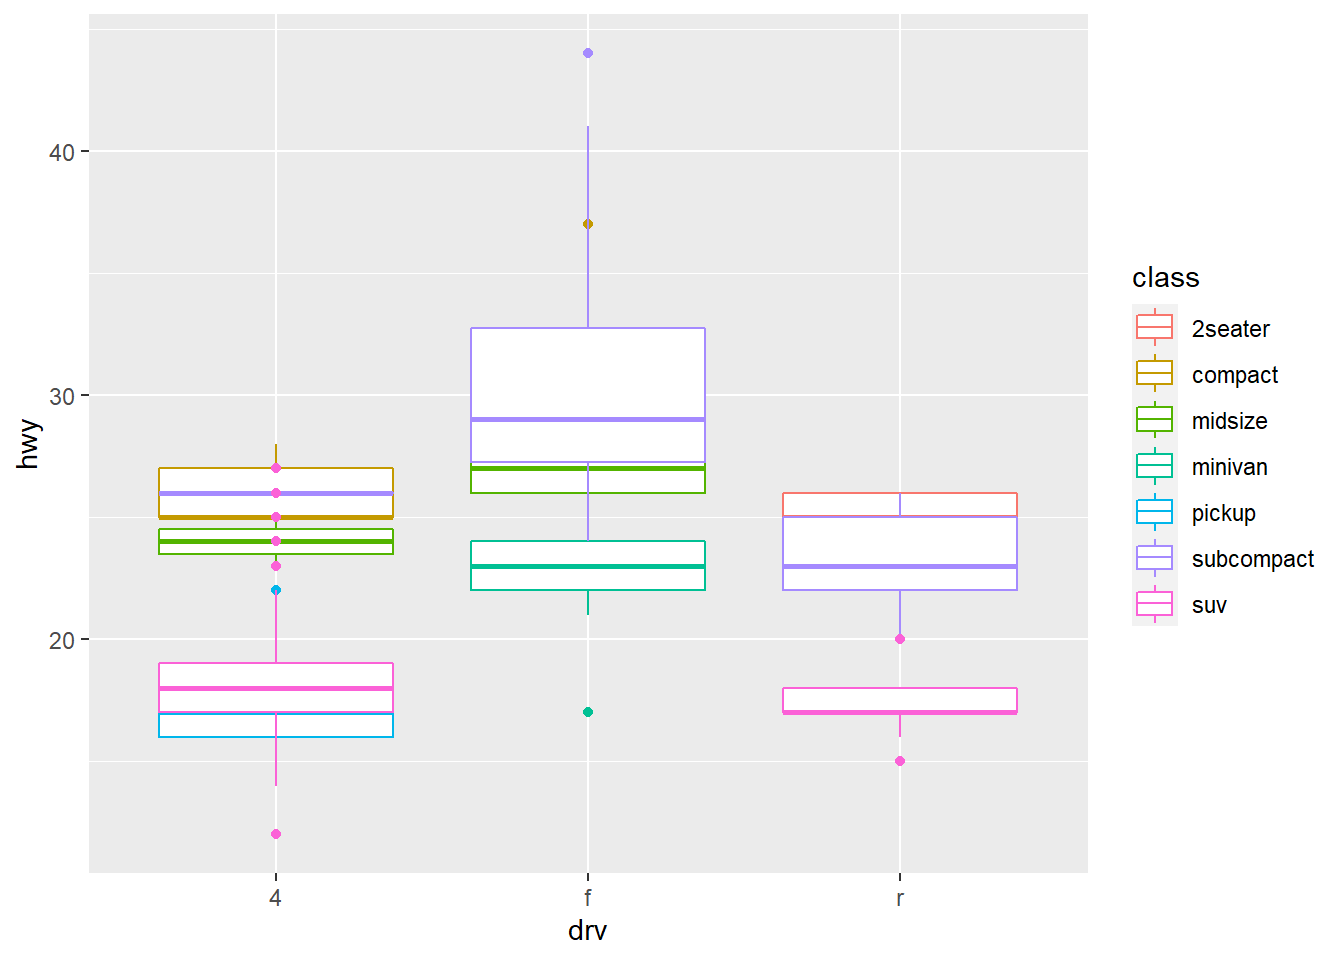 40
30
20
hwy
4
f
r
drv
class
2seater
compact
midsize
minivan
pickup
subcompact
suv